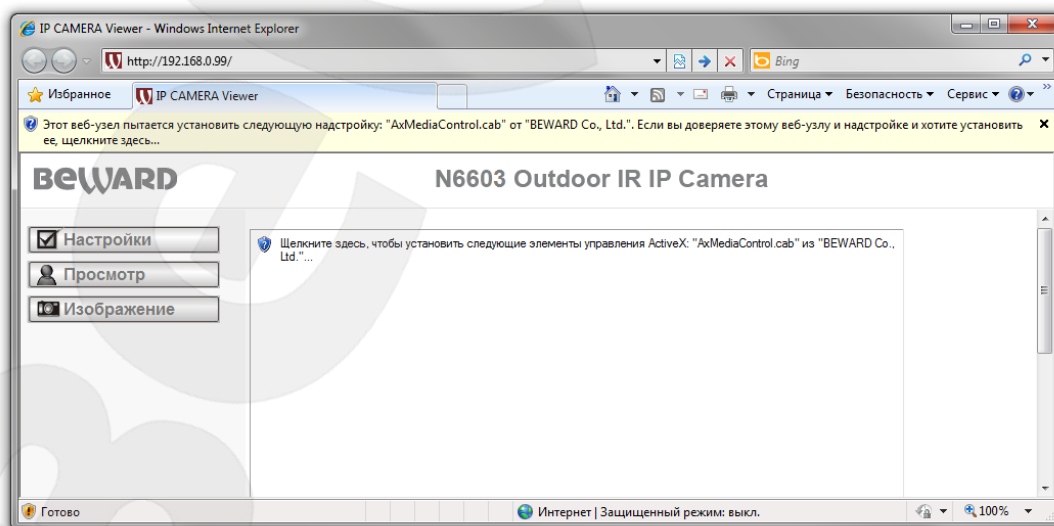 IP CAMERA Viewer - Windows Internet Explorer
http://192.168.0.99/
Bing
Избранное
IP CAMERA Viewer
Страница
Безопасность
Сервис
Этот веб-узел пытается установить следующую надстройку: "AxMediaControl.cab" от "BEWARD Co., Ltd.". Если вы доверяете этому веб-узлу и надстройке и хотите установить
ее, щелкните здесь...
BEWARD
N6603 Outdoor IR IP Camera
Настройки
Просмотр
Изображение
Щелкните здесь, чтобы установить следующие элементы управления ActiveX: "AxMediaControl.cab" из "BEWARD Co.,
Ltd."...
Готово
Интернет | Защищенный режим: выкл.
100%